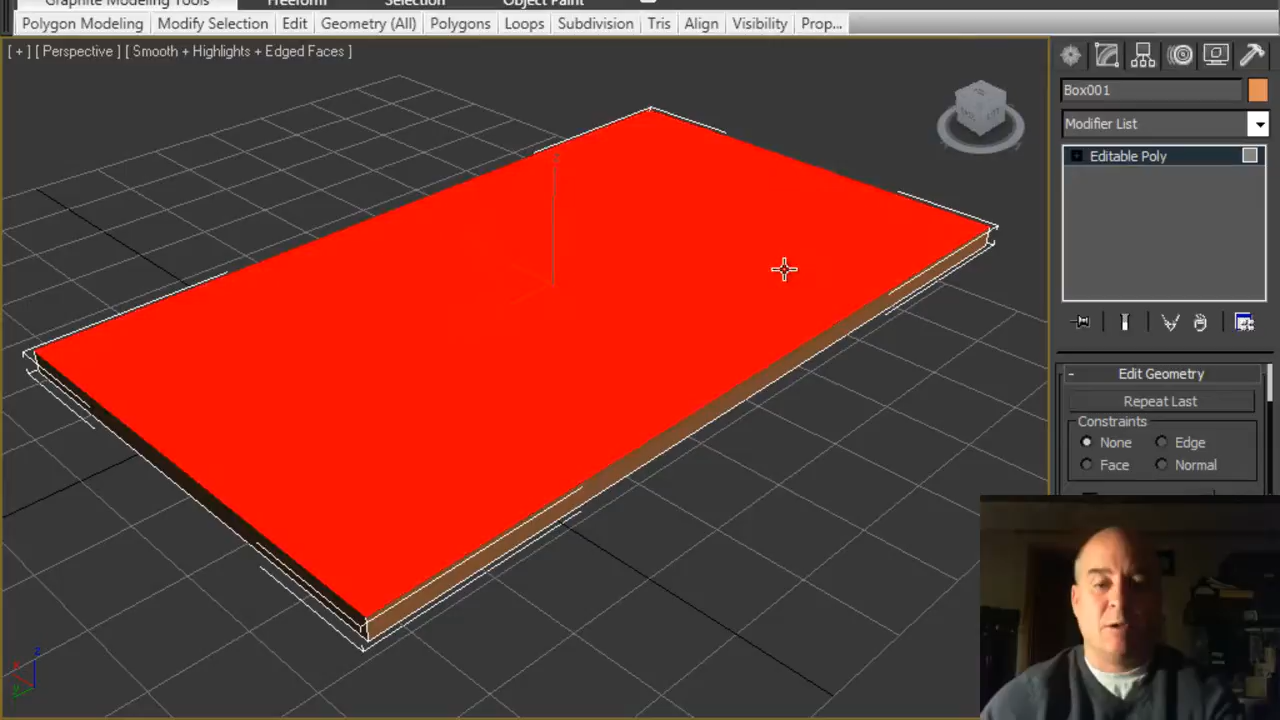 Graphite Modeling Tools Freeform Selection Object Paint
Polygon Modeling Modify Selection Edit Geometry (All) Polygons Loops Subdivision Tris Align Visibility Prop...
[ + ] [ Perspective ] [ Smooth + Highlights + Edged Faces ]
Box001
Modifier List
Editable Poly
- Edit Geometry
Repeat Last
Constraints
None Edge
Face Normal
z
x
y